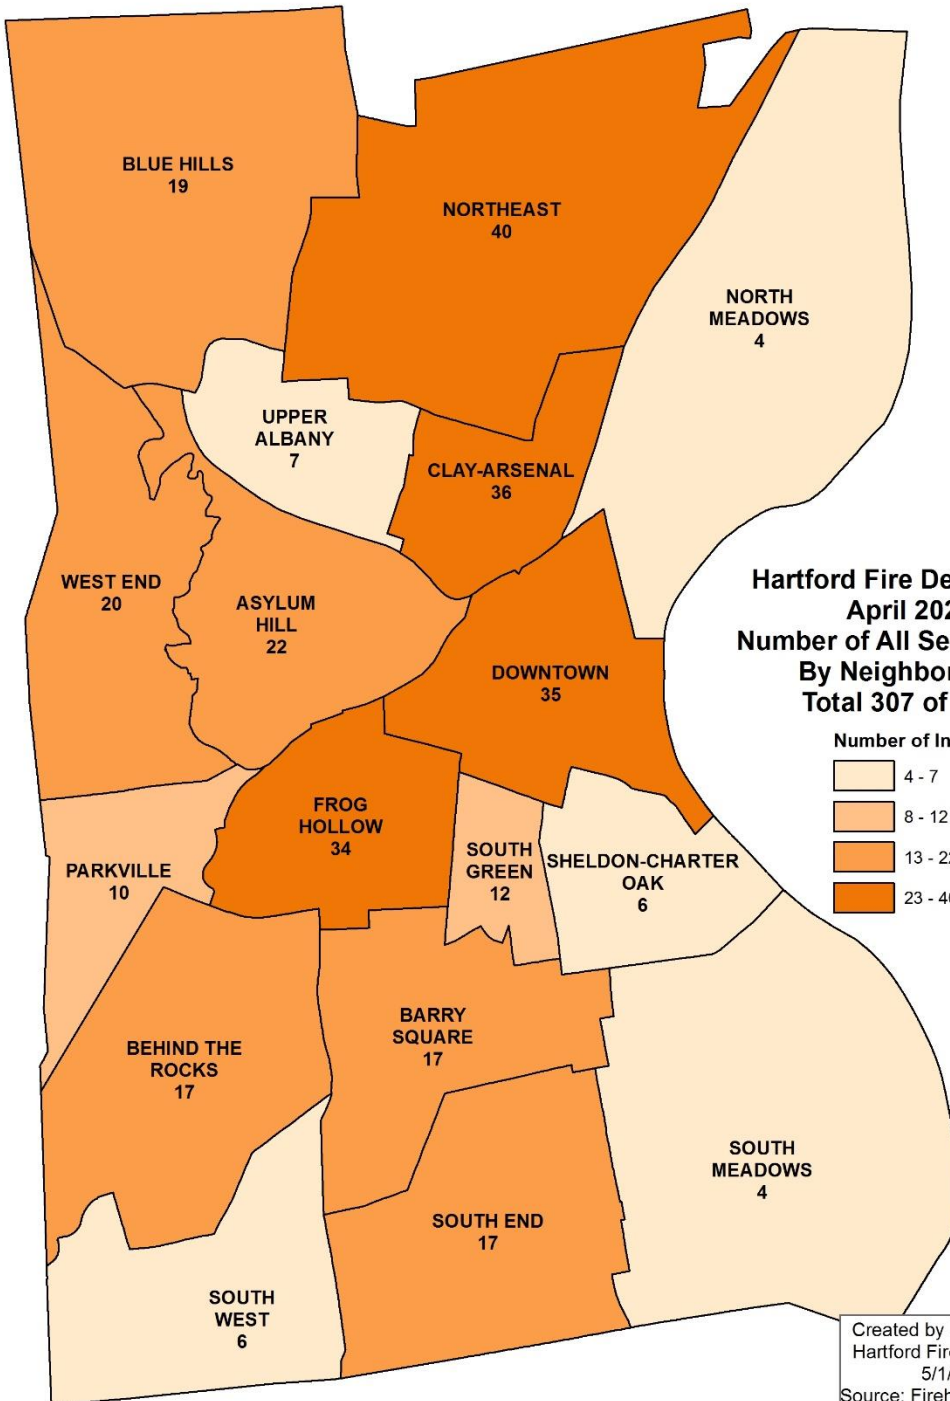 BLUE HILLS
19
NORTHEAST
40
NORTH
MEADOWS
4
UPPER
ALBANY
7
CLAY-ARSENAL
36
WEST END
20
ASYLUM
HILL
22
DOWNTOWN
35
Hartford Fire De
April 202
Number of All Se
By Neighbor
Total 307 of
Number of In
4 - 7
8 - 12
13 - 22
23 - 40
FROG
HOLLOW
34
SOUTH
GREEN
12
SHELDON-CHARTER
OAK
6
PARKVILLE
10
BARRY
SQUARE
17
BEHIND THE
ROCKS
17
SOUTH
MEADOWS
4
SOUTH END
17
SOUTH
WEST
6
Created by
Hartford Fire
5/1/
Source: Fireh